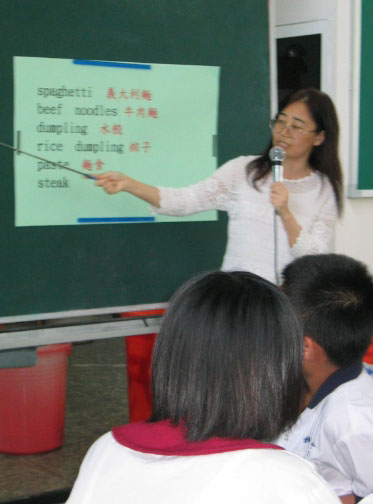 spaghetti 義大利麵
beef noodles 牛肉麵
dumpling 水餃
rice dumpling 粽子
paste 麵食
steak